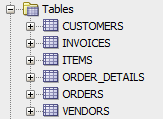 Tables
CUSTOMERS
INVOICES
ITEMS
ORDER_DETAILS
ORDERS
VENDORS